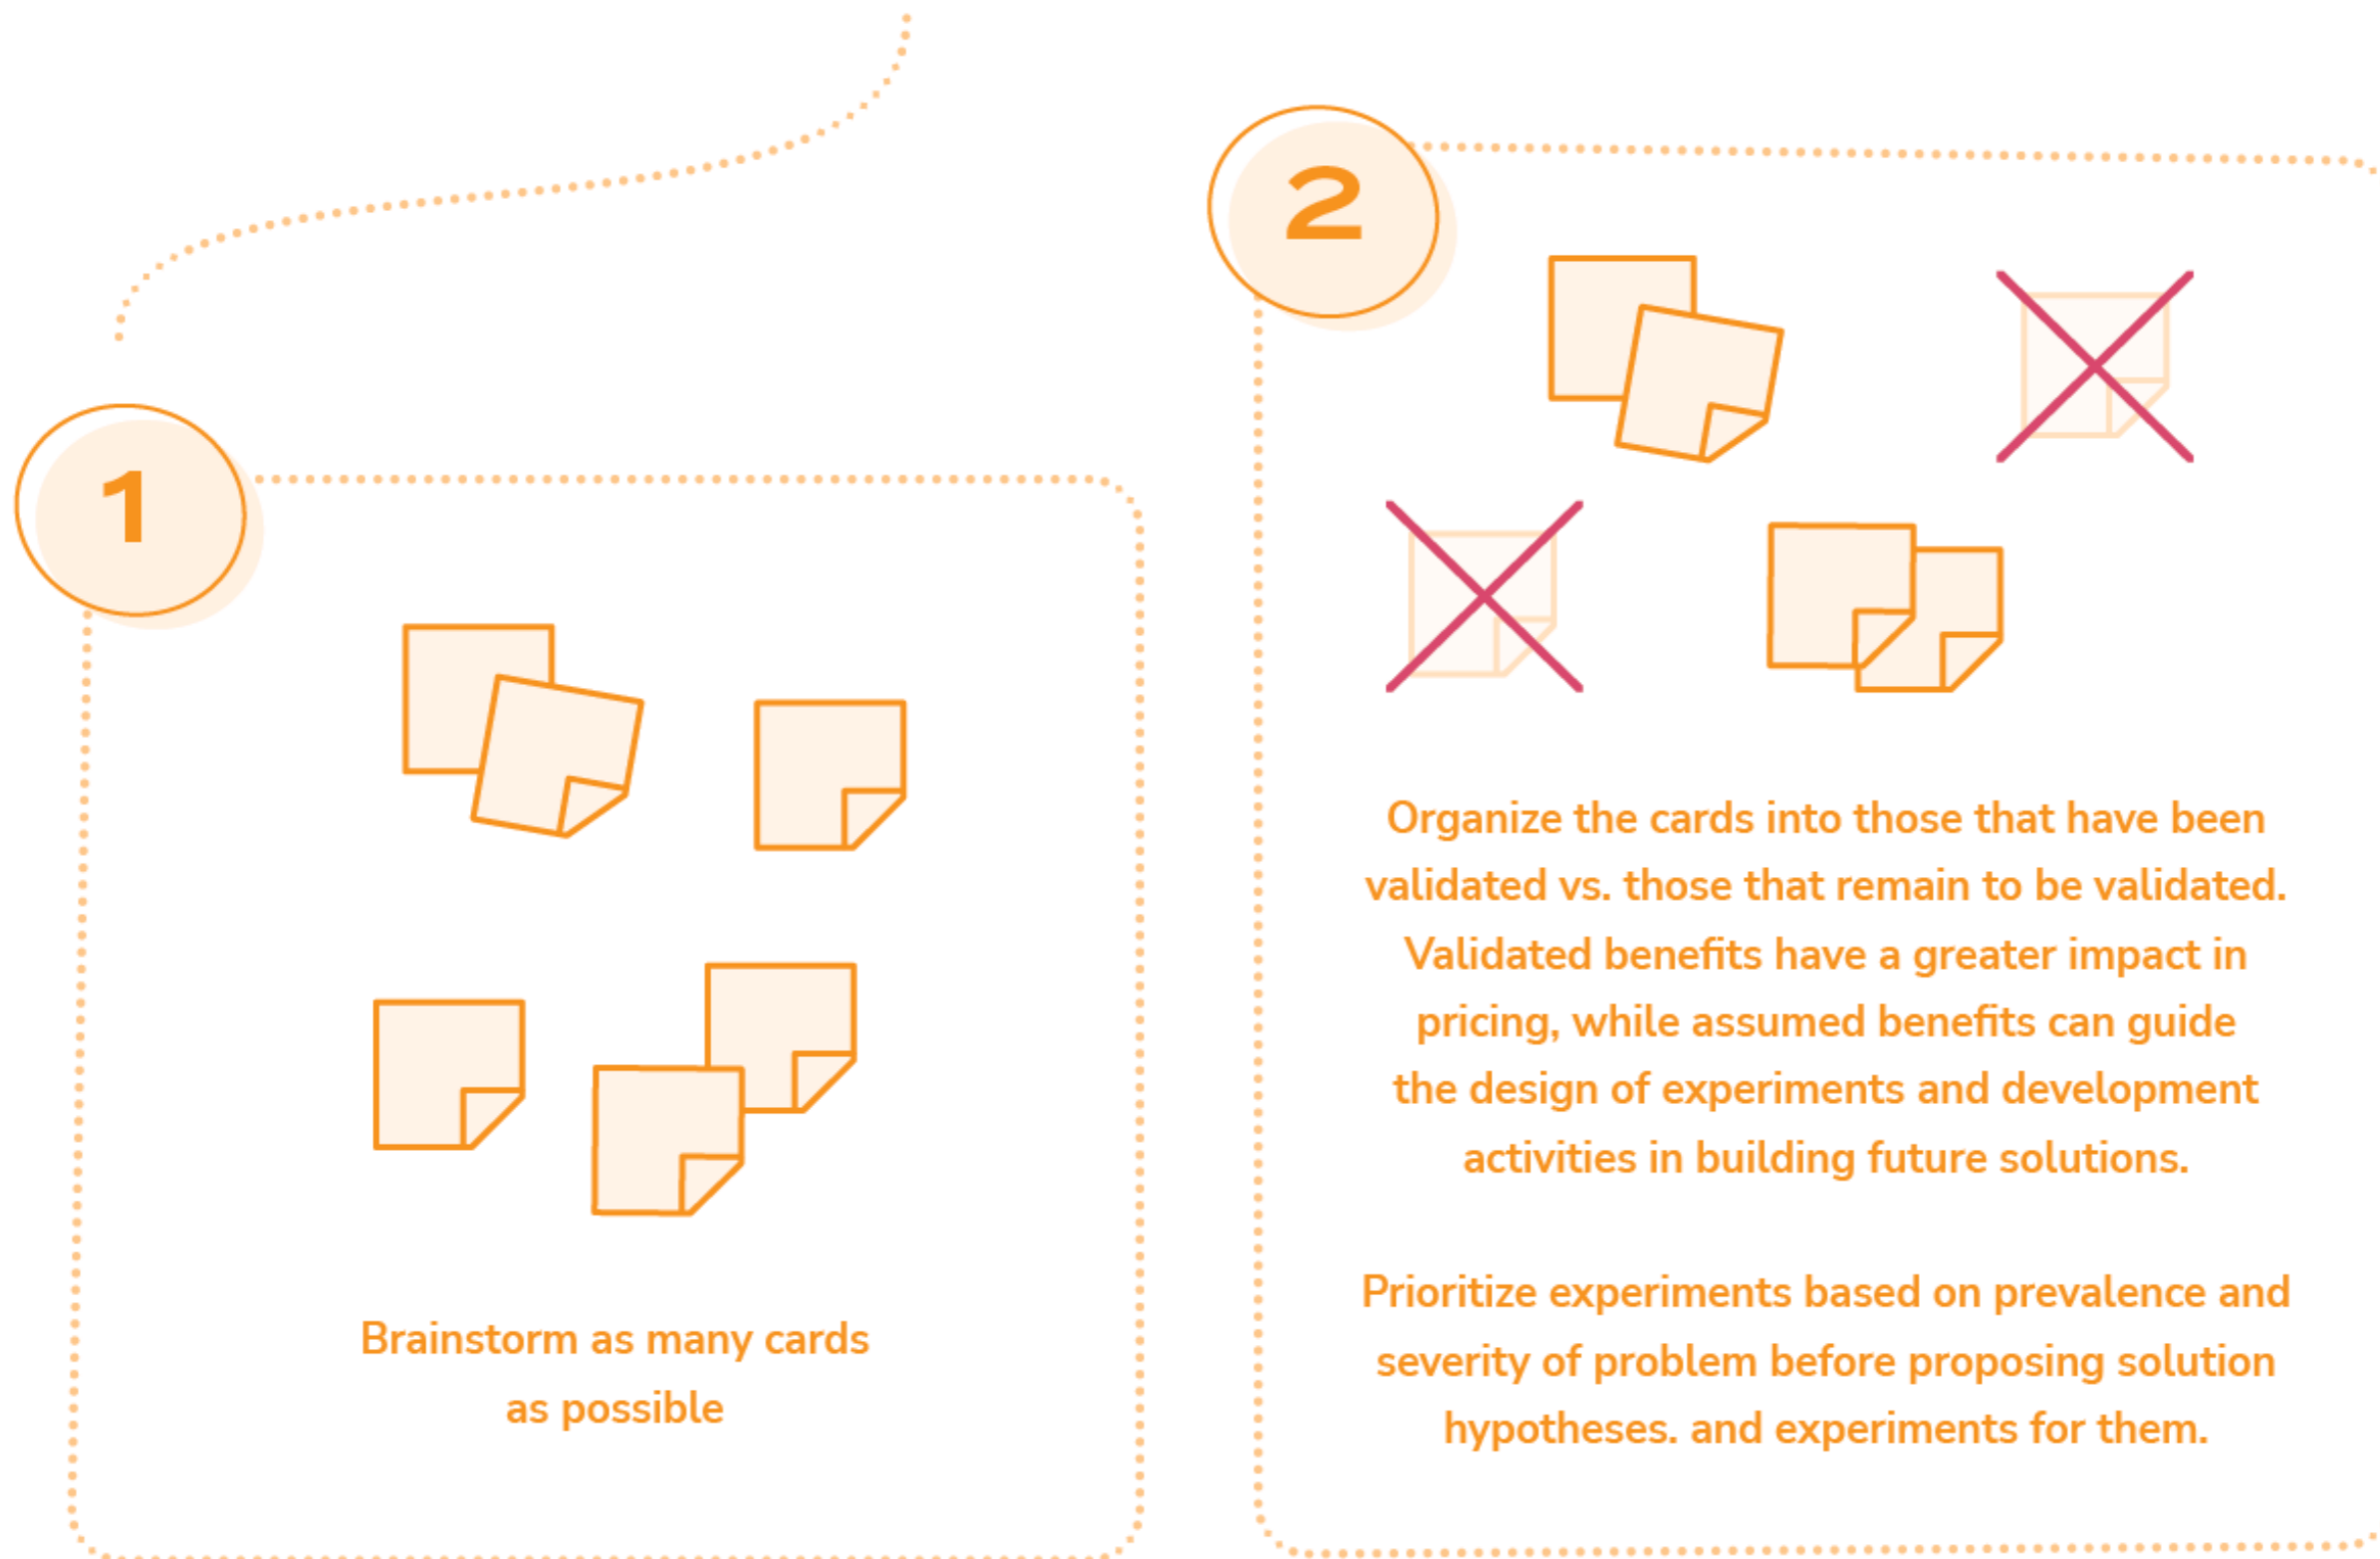 1
Brainstorm as many cards
as possible
2
Organize the cards into those that have been
validated vs. those that remain to be validated.
Validated benefits have a greater impact in
pricing, while assumed benefits can guide
the design of experiments and development
activities in building future solutions.
Prioritize experiments based on prevalence and
severity of problem before proposing solution
hypotheses. and experiments for them.